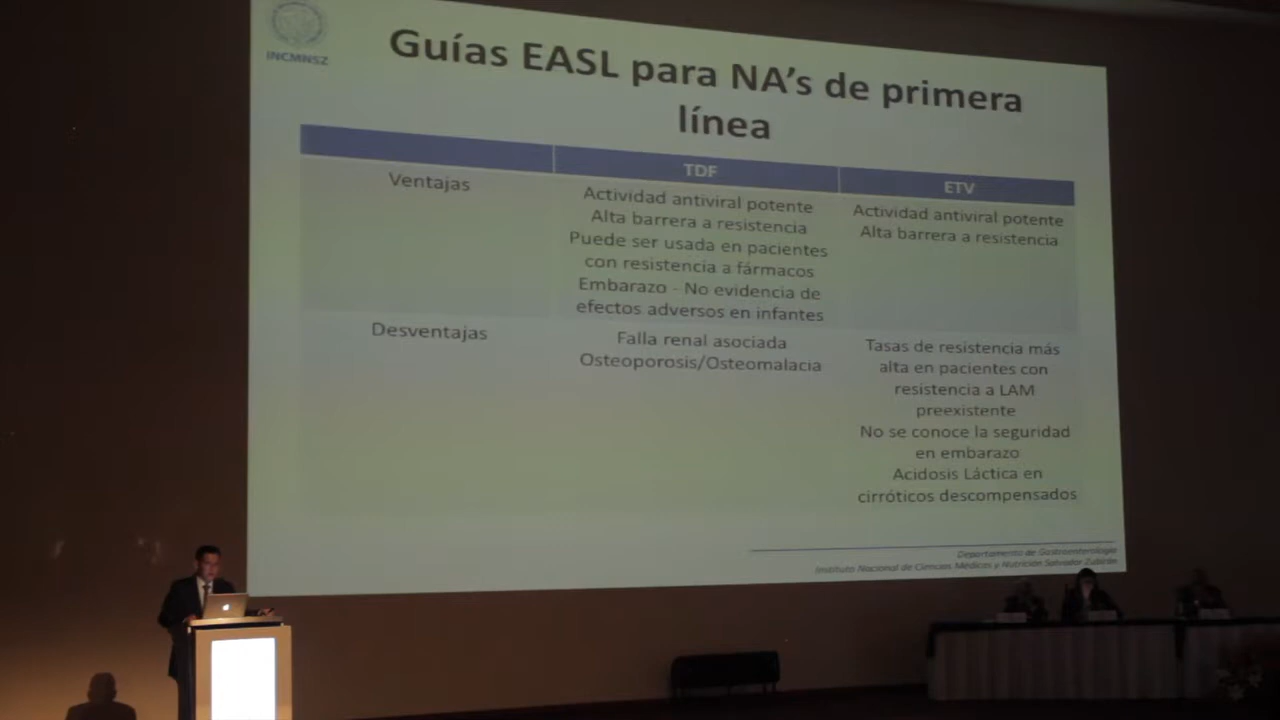 INCMNSZ
Guías EASL para NA’s de primera
línea
TDF
ETV
Ventajas
Actividad antiviral potente
Alta barrera a resistencia
Puede ser usada en pacientes
con resistencia a fármacos
Embarazo - No evidencia de
efectos adversos en infantes
Actividad antiviral potente
Alta barrera a resistencia
Desventajas
Falla renal asociada
Osteoporosis/Osteomalacia
Tasas de resistencia más
alta en pacientes con
resistencia a LAM
preexistente
No se conoce la seguridad
en embarazo
Acidosis Láctica en
cirróticos descompensados
Departamento de Gastroenterología
Instituto Nacional de Ciencias Médicas y Nutrición Salvador Zubirán